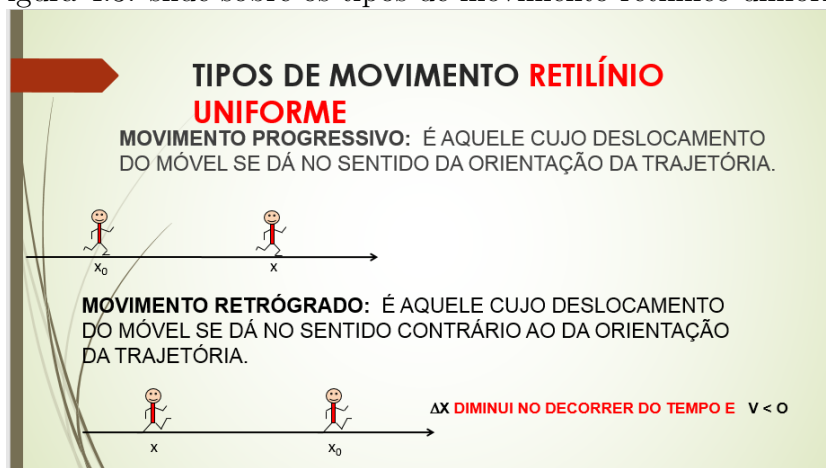 TIPOS DE MOVIMENTO RETILÍNIO
UNIFORME
MOVIMENTO PROGRESSIVO: É AQUELE CUJO DESLOCAMENTO
DO MÓVEL SE DÁ NO SENTIDO DA ORIENTAÇÃO DA TRAJETÓRIA.
x₀ x
MOVIMENTO RETRÓGRADO: É AQUELE CUJO DESLOCAMENTO
DO MÓVEL SE DÁ NO SENTIDO CONTRÁRIO AO DA ORIENTAÇÃO
DA TRAJETÓRIA.
ΔX DIMINUI NO DECORRER DO TEMPO E V < O
x x₀